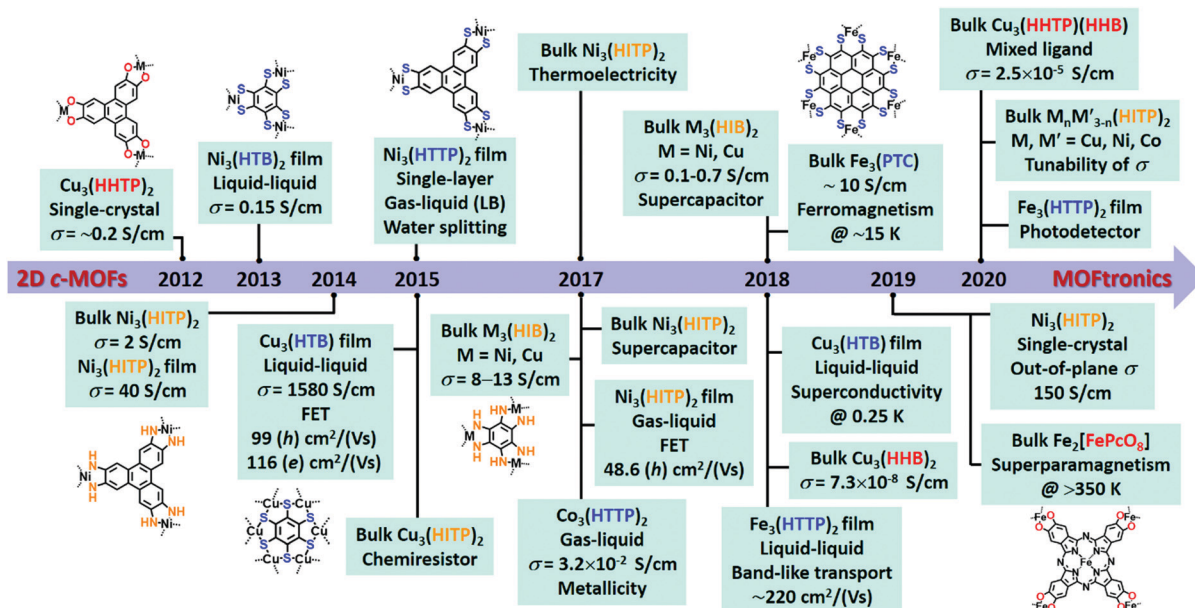 Cu₃(HHTP)₂
Single-crystal
σ = ~0.2 S/cm
Ni₃(HTB)₂ film
Liquid-liquid
σ = 0.15 S/cm
Ni₃(HTTP)₂ film
Single-layer
Gas-liquid (LB)
Water splitting
Bulk Ni₃(HITP)₂
Thermoelectricity
Bulk M₃(HIB)₂
M = Ni, Cu
σ = 0.1-0.7 S/cm
Supercapacitor
Bulk Fe₃(PTC)
~ 10 S/cm
Ferromagnetism
@ ~15 K
Bulk Cu₃(HHTP)(HHB)
Mixed ligand
σ = 2.5×10⁻⁵ S/cm
Bulk MₙM′₃₋ₙ(HITP)₂
M, M′ = Cu, Ni, Co
Tunability of σ
Fe₃(HTTP)₂ film
Photodetector
2D c-MOFs 2012 2013 2014 2015 2017 2018 2019 2020 MOFtronics
Bulk Ni₃(HITP)₂
σ = 2 S/cm
Ni₃(HITP)₂ film
σ = 40 S/cm
Cu₃(HTB) film
Liquid-liquid
σ = 1580 S/cm
FET
99 (h) cm²/(Vs)
116 (e) cm²/(Vs)
Bulk Cu₃(HITP)₂
Chemiresistor
Bulk M₃(HIB)₂
M = Ni, Cu
σ = 8–13 S/cm
Bulk Ni₃(HITP)₂
Supercapacitor
Ni₃(HITP)₂ film
Gas-liquid
FET
48.6 (h) cm²/(Vs)
Co₃(HTTP)₂
Gas-liquid
σ = 3.2×10⁻² S/cm
Metallicity
Cu₃(HTB) film
Liquid-liquid
Superconductivity
@ 0.25 K
Bulk Cu₃(HHB)₂
σ = 7.3×10⁻⁸ S/cm
Fe₃(HTTP)₂ film
Liquid-liquid
Band-like transport
~220 cm²/(Vs)
Ni₃(HITP)₂
Single-crystal
Out-of-plane σ
150 S/cm
Bulk Fe₂[FePcO₈]
Superparamagnetism
@ >350 K